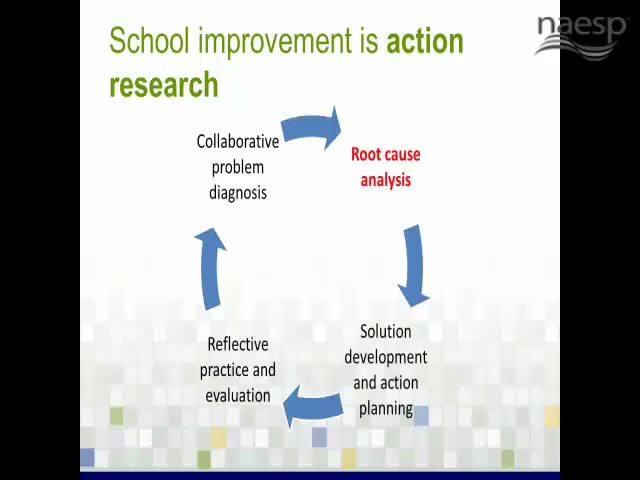 School improvement is action
research
naesp
Collaborative
problem
diagnosis
Root cause
analysis
Solution
development
and action
planning
Reflective
practice and
evaluation